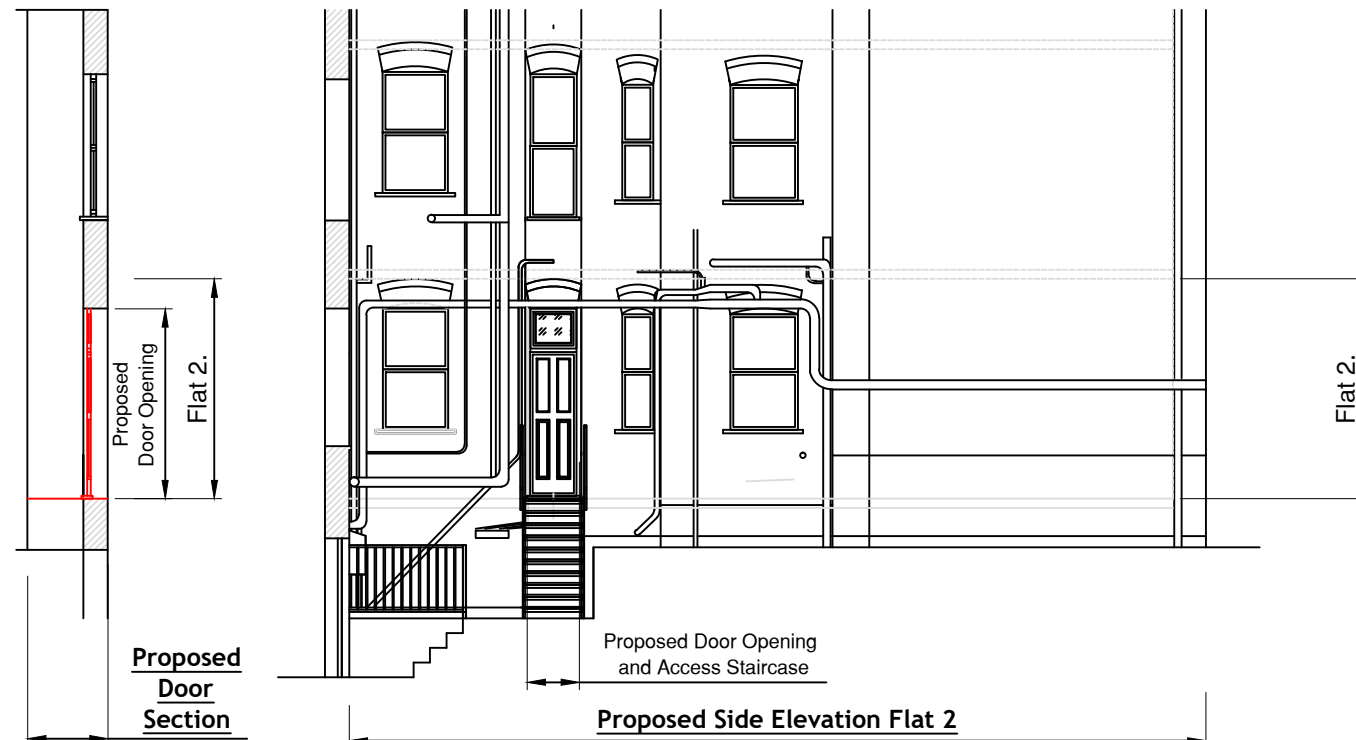 Proposed
Door Opening
Flat 2.
Flat 2.
Proposed Door Opening
and Access Staircase
Proposed
Door
Section
Proposed Side Elevation Flat 2